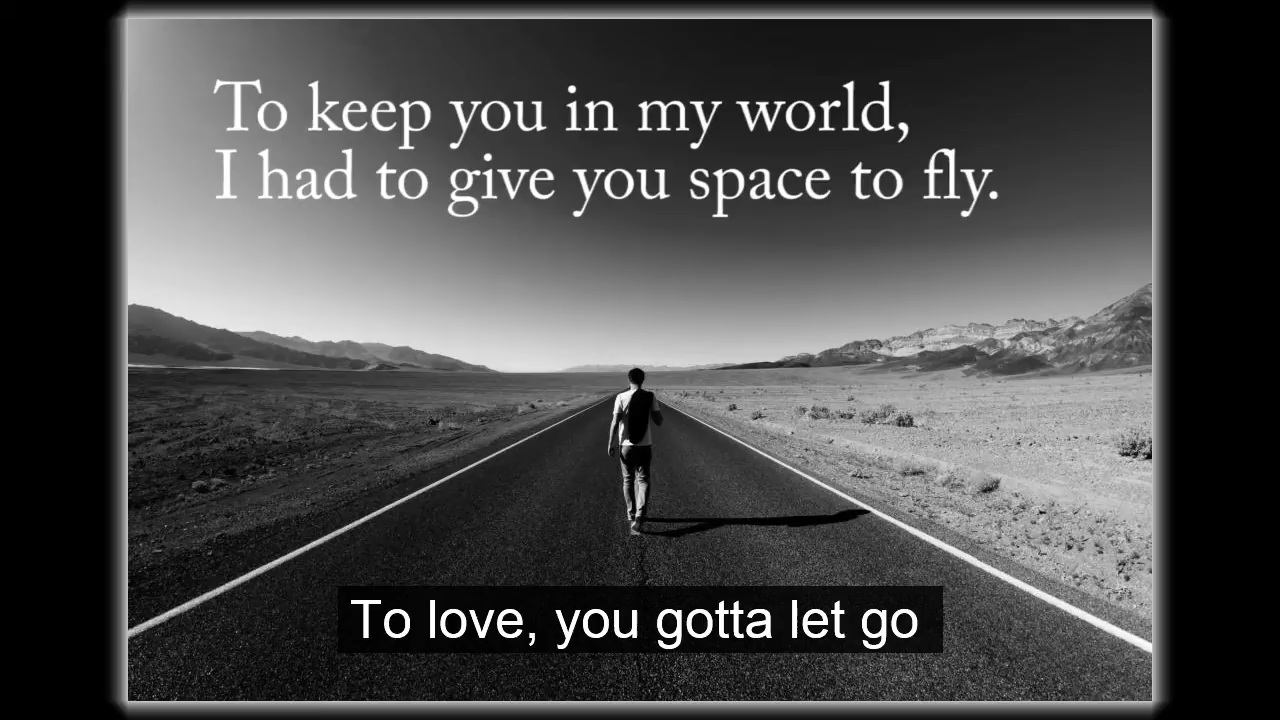 To keep you in my world,
I had to give you space to fly.
To love, you gotta let go